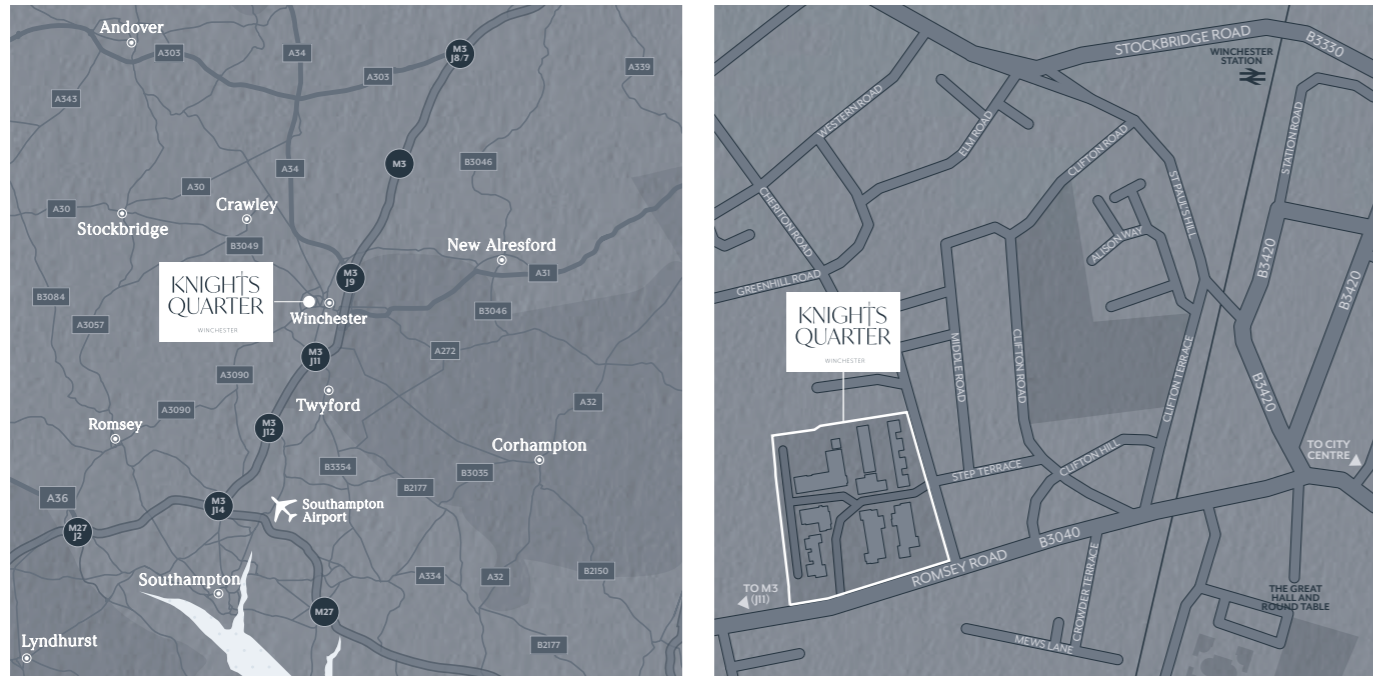 Andover
A303
A34
M3
J8/7
A303
A339
A343
M3
A34
B3046
A30
A30
Crawley
Stockbridge
B3049
New Alresford
A31
M3
J9
KNIGHTS
QUARTER
WINCHESTER
Winchester
B3084
A3057
B3046
M3
J11
A272
A3090
Twyford
A3090
A32
Romsey
M3
J12
Corhampton
B3354
B3035
B2177
A36
M3
J14
Southampton
Airport
M27
J2
Southampton
A334
A32
B2150
M27
B2177
Lyndhurst
STOCKBRIDGE ROAD
B3330
WINCHESTER
STATION
WESTERN ROAD
ELM ROAD
CLIFTON ROAD
STATION ROAD
ST PAUL'S HILL
CHERITON ROAD
ALISON WAY
B3420
B3420
GREENHILL ROAD
KNIGHTS
QUARTER
WINCHESTER
MIDDLE ROAD
CLIFTON ROAD
CLIFTON TERRACE
B3420
TO CITY
CENTRE
STEP TERRACE
CLIFTON HILL
ROMSEY ROAD
B3040
TO M3
(J11)
CROWDER TERRACE
MEWS LANE
THE GREAT
HALL AND
ROUND TABLE